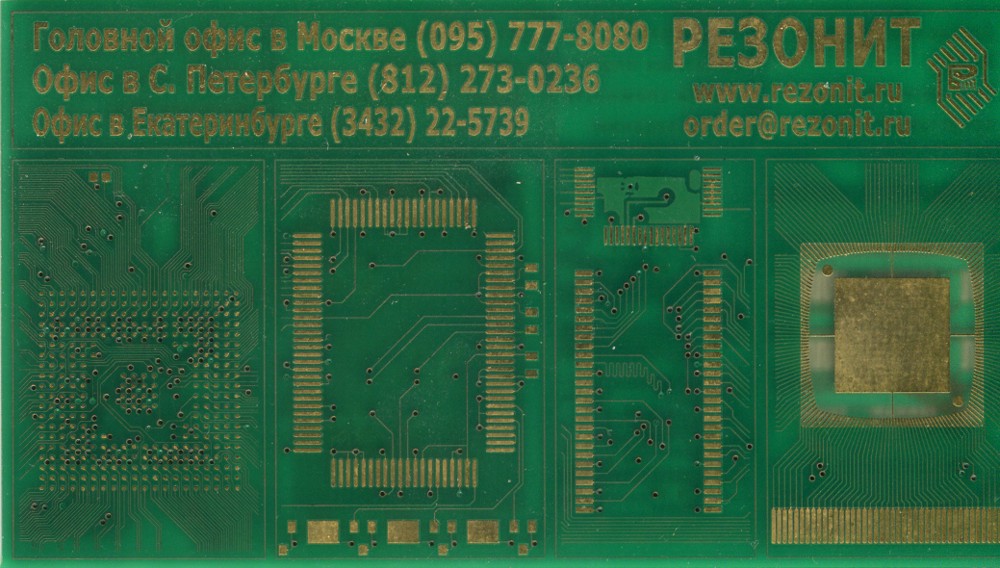 Головной офис в Москве (095) 777-8080
Офис в С. Петербурге (812) 273-0236
Офис в Екатеринбурге (3432) 22-5739
РЕЗОНИТ
www.rezonit.ru
order@rezonit.ru